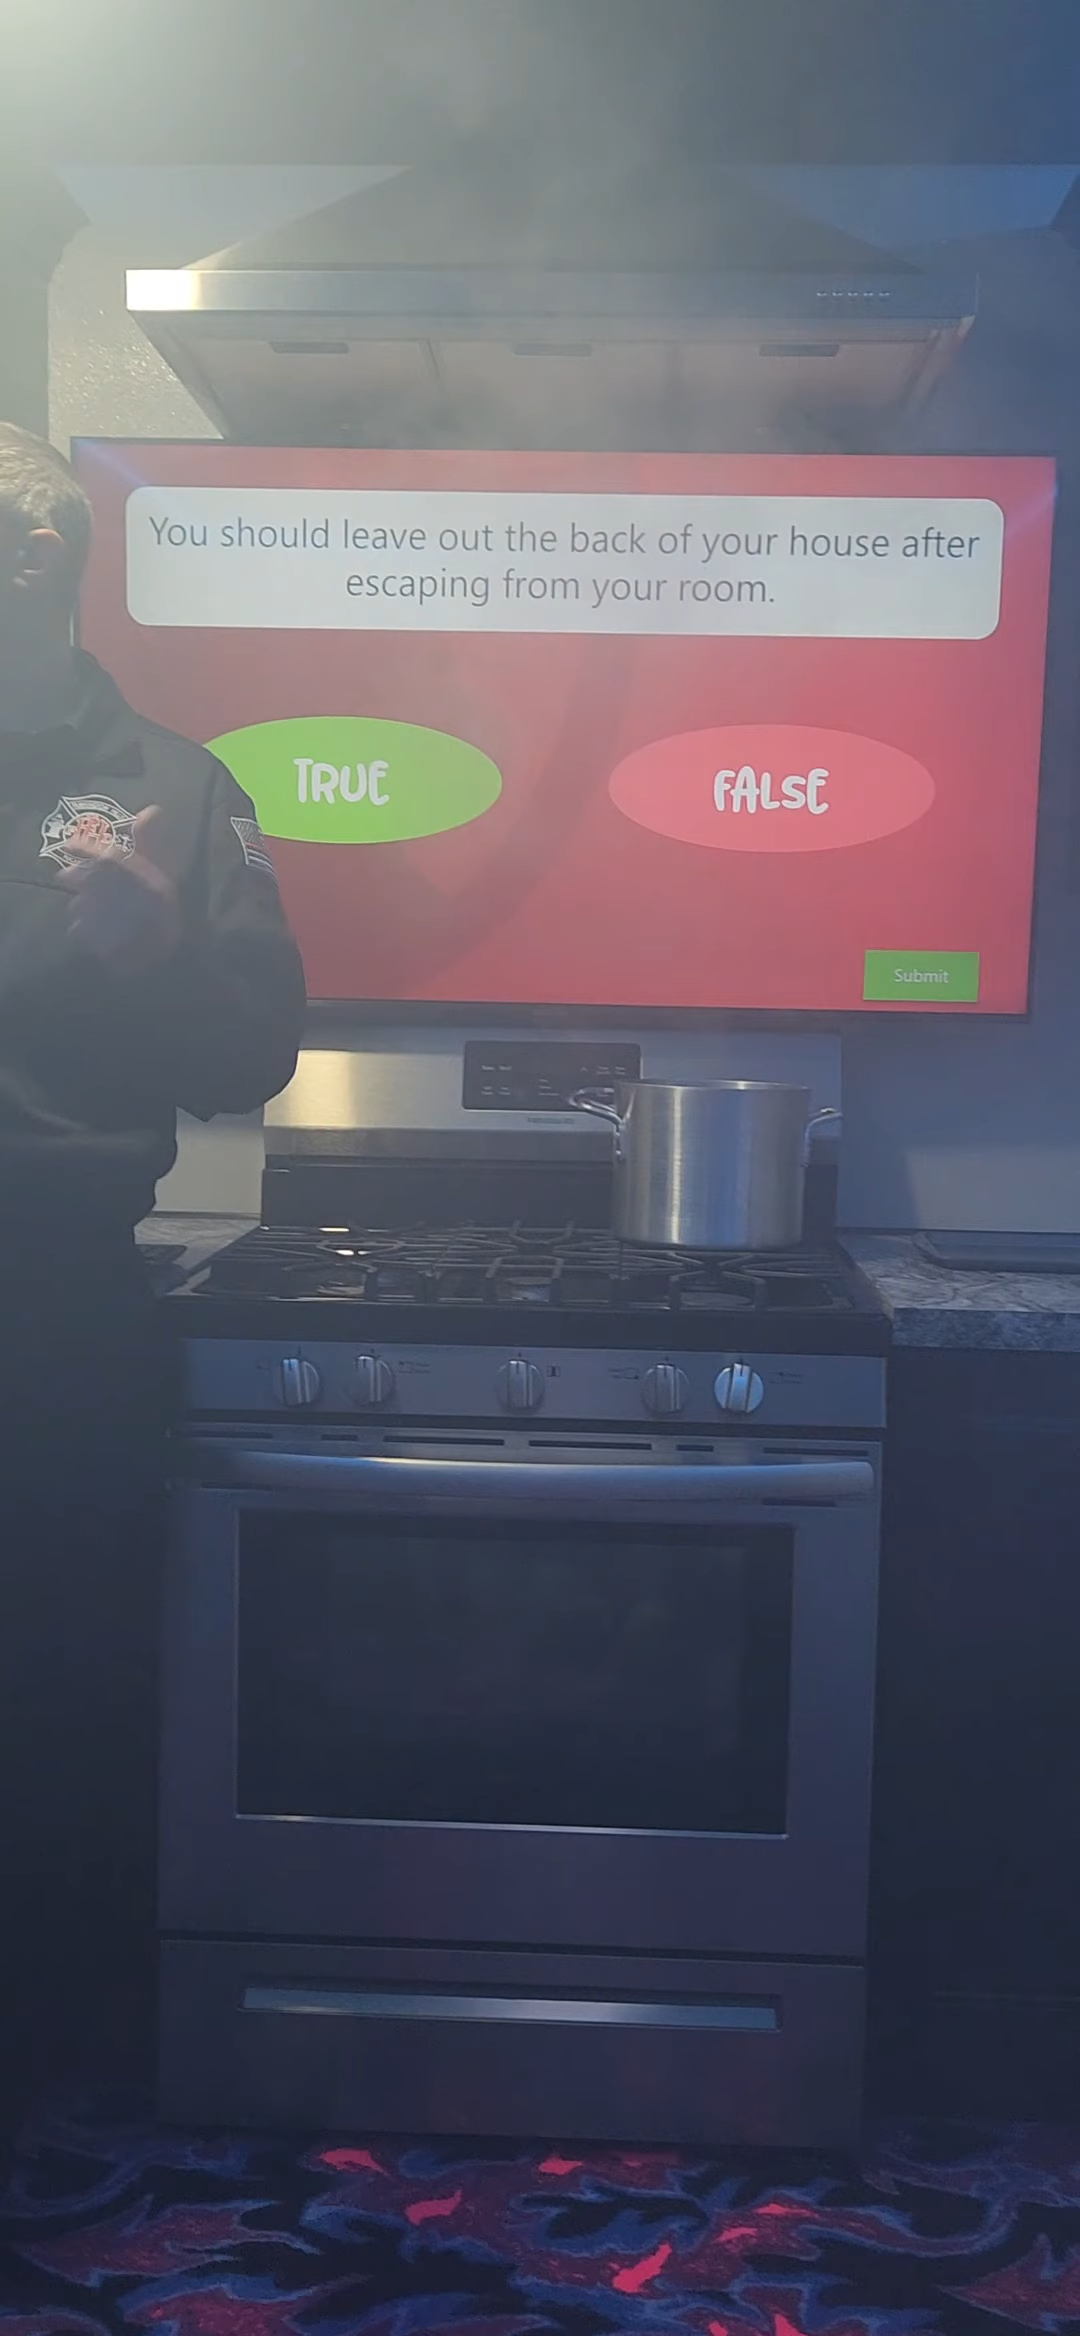 You should leave out the back of your house after
escaping from your room.
TRUE
FALSE
Submit